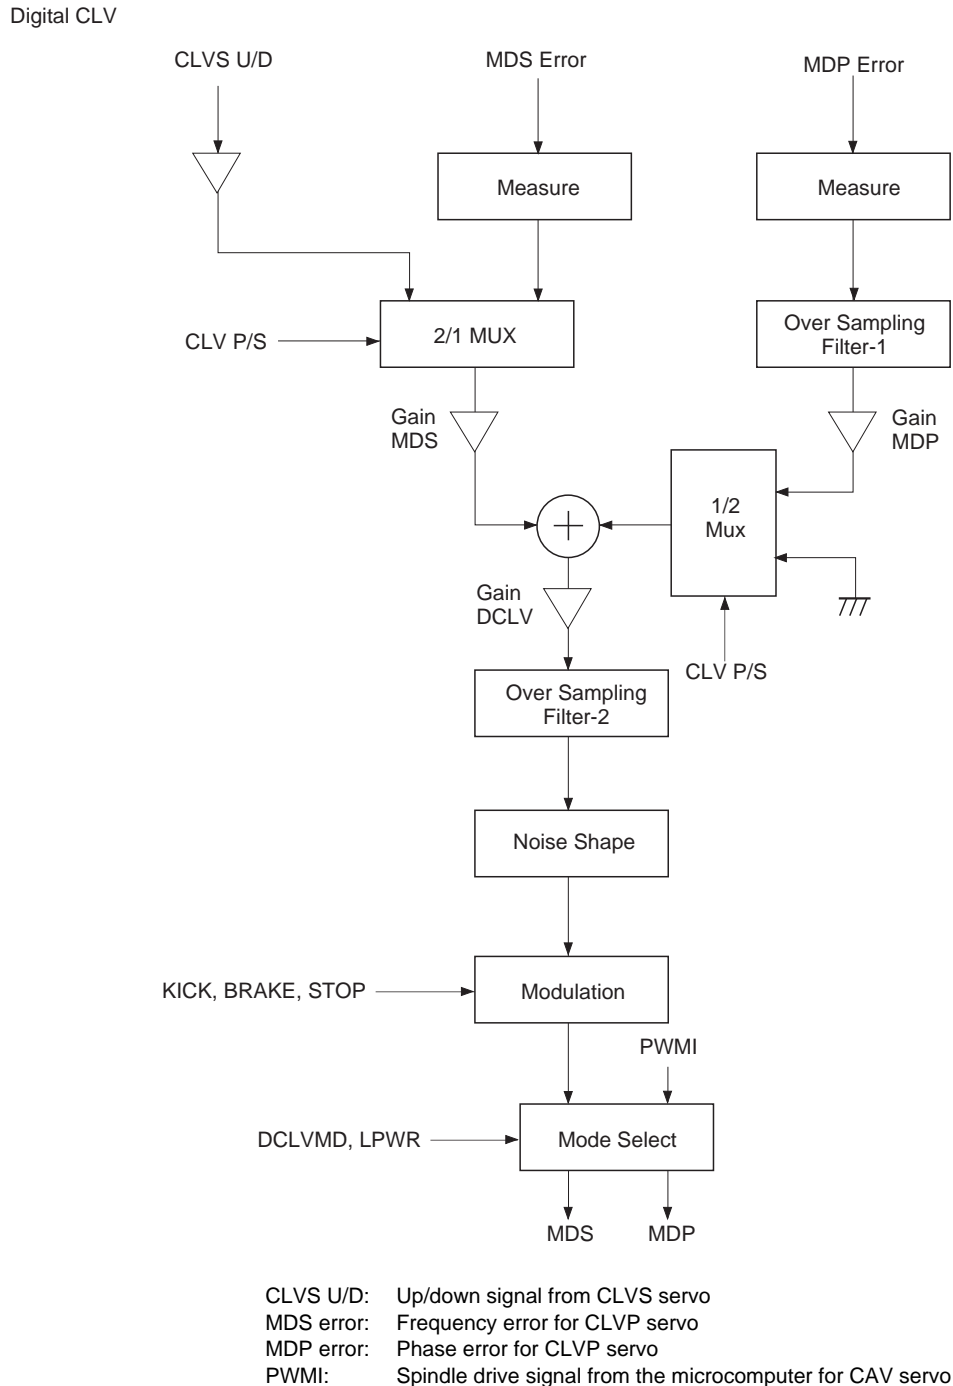 Digital CLV
CLVS U/D
MDS Error
MDP Error
Measure
Measure
CLV P/S
2/1 MUX
Over Sampling
Filter-1
Gain
MDS
Gain
MDP
1/2
Mux
Gain
DCLV
CLV P/S
Over Sampling
Filter-2
Noise Shape
KICK, BRAKE, STOP
Modulation
PWMI
DCLVMD, LPWR
Mode Select
MDS
MDP
CLVS U/D: Up/down signal from CLVS servo
MDS error: Frequency error for CLVP servo
MDP error: Phase error for CLVP servo
PWMI: Spindle drive signal from the microcomputer for CAV servo